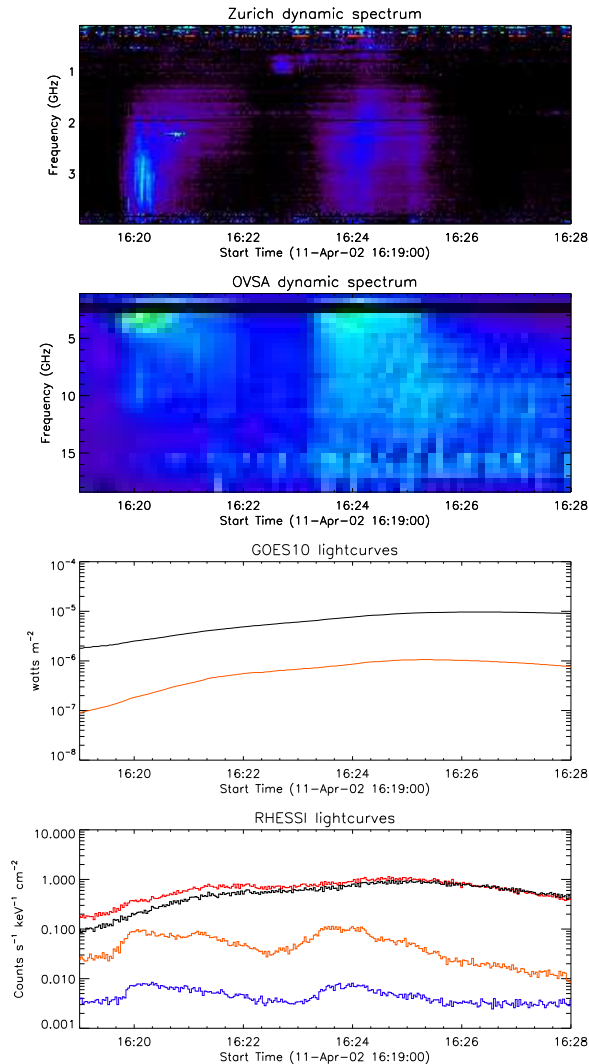 Zurich dynamic spectrum
Frequency (GHz)
1
2
3
16:20 16:22 16:24 16:26 16:28
Start Time (11-Apr-02 16:19:00)
OVSA dynamic spectrum
Frequency (GHz)
5
10
15
16:20 16:22 16:24 16:26 16:28
Start Time (11-Apr-02 16:19:00)
GOES10 lightcurves
watts m⁻²
10⁻⁴
10⁻⁵
10⁻⁶
10⁻⁷
10⁻⁸
16:20 16:22 16:24 16:26 16:28
Start Time (11-Apr-02 16:19:00)
RHESSI lightcurves
Counts s⁻¹ keV⁻¹ cm⁻²
10.000
1.000
0.100
0.010
0.001
16:20 16:22 16:24 16:26 16:28
Start Time (11-Apr-02 16:19:00)